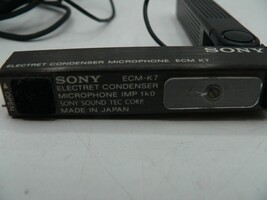 SONY
ELECTRET CONDENSER MICROPHONE ECM K7
SONY ECM-K7
ELECTRET CONDENSER
MICROPHONE IMP 1kΩ
SONY SOUND TEC CORP.
MADE IN JAPAN